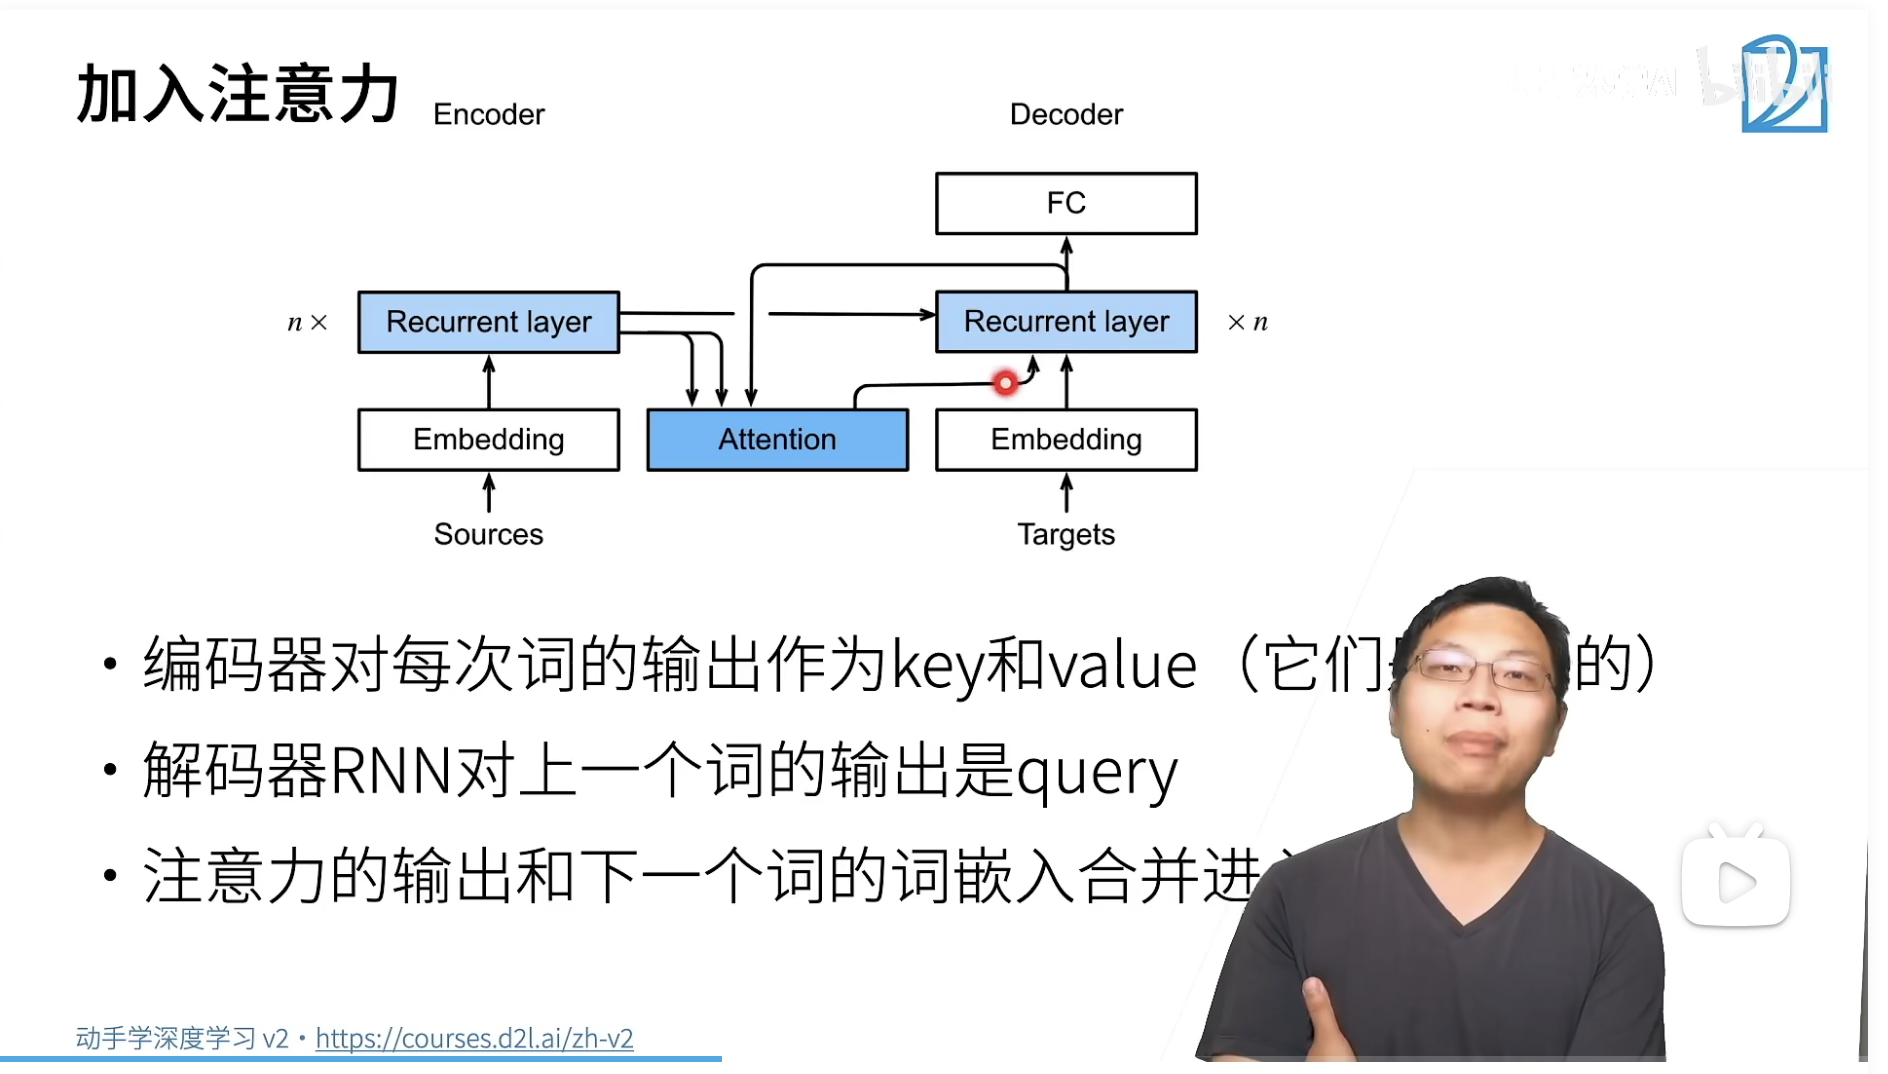 加入注意力
Encoder
Decoder
FC
n ×
Recurrent layer
Recurrent layer
× n
Embedding
Attention
Embedding
Sources
Targets
• 编码器对每次词的输出作为key和value（它们 的）
• 解码器RNN对上一个词的输出是query
• 注意力的输出和下一个词的词嵌入合并进
动手学深度学习 v2 • https://courses.d2l.ai/zh-v2